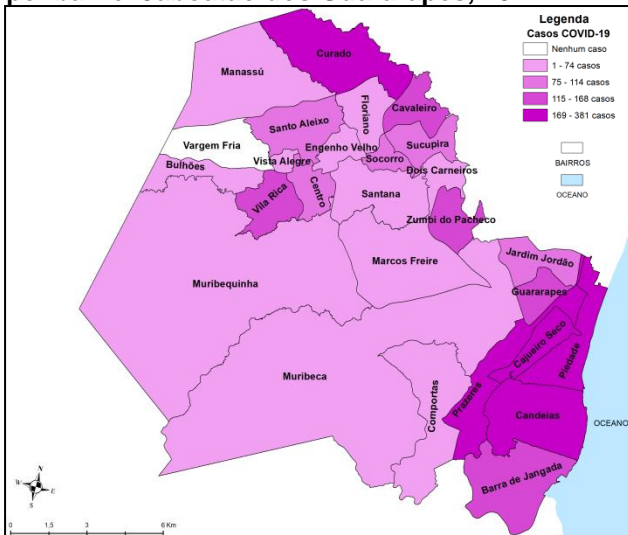 Legenda
Casos COVID-19
Nenhum caso
1 - 74 casos
75 - 114 casos
115 - 168 casos
169 - 381 casos
BAIRROS
OCEANO
Curado
Manassú
Floriano
Cavaleiro
Santo Aleixo
Vargem Fria
Engenho Velho
Sucupira
Vista Alegre
Socorro
Bulhões
Dois Carneiros
Vila Rica
Centro
Santana
Zumbi do Pacheco
Jardim Jordão
Marcos Freire
Muribequinha
Guararapes
Cajueiro Seco
Piedade
Muribeca
Comportas
Prazeres
Candeias
OCEANO
Barra de Jangada
N
W
E
S
0 1,5 3 6 Km